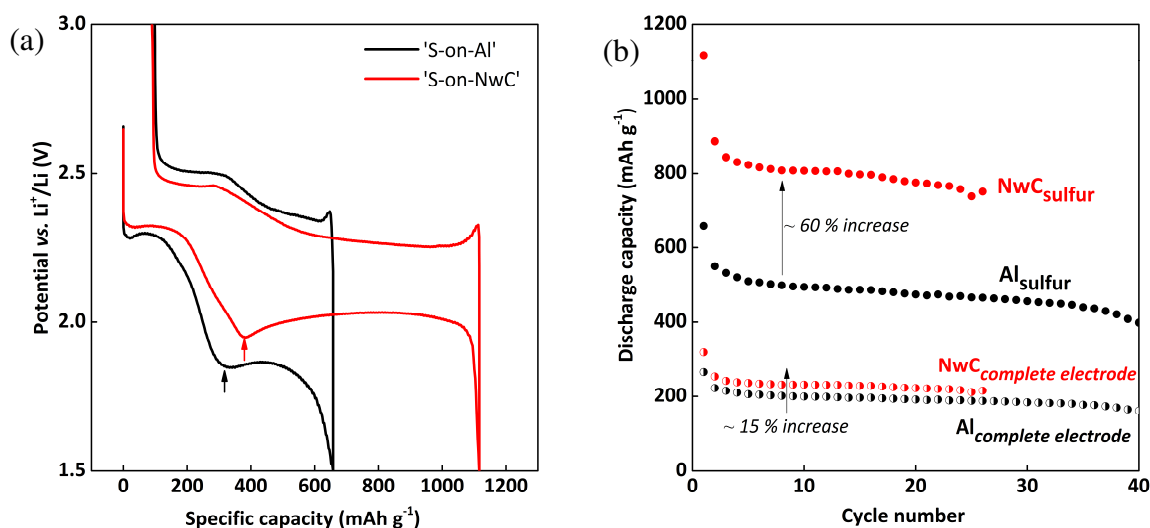 (a)
3.0
2.5
2.0
1.5
Potential vs. Li⁺/Li (V)
'S-on-Al'
'S-on-NwC'
0 200 400 600 800 1000 1200
Specific capacity (mAh g⁻¹)
(b)
1200
1000
800
600
400
200
0
Discharge capacity (mAh g⁻¹)
NwCsulfur
~ 60 % increase
Alsulfur
NwCcomplete electrode
~ 15 % increase
Alcomplete electrode
10 20 30 40
Cycle number